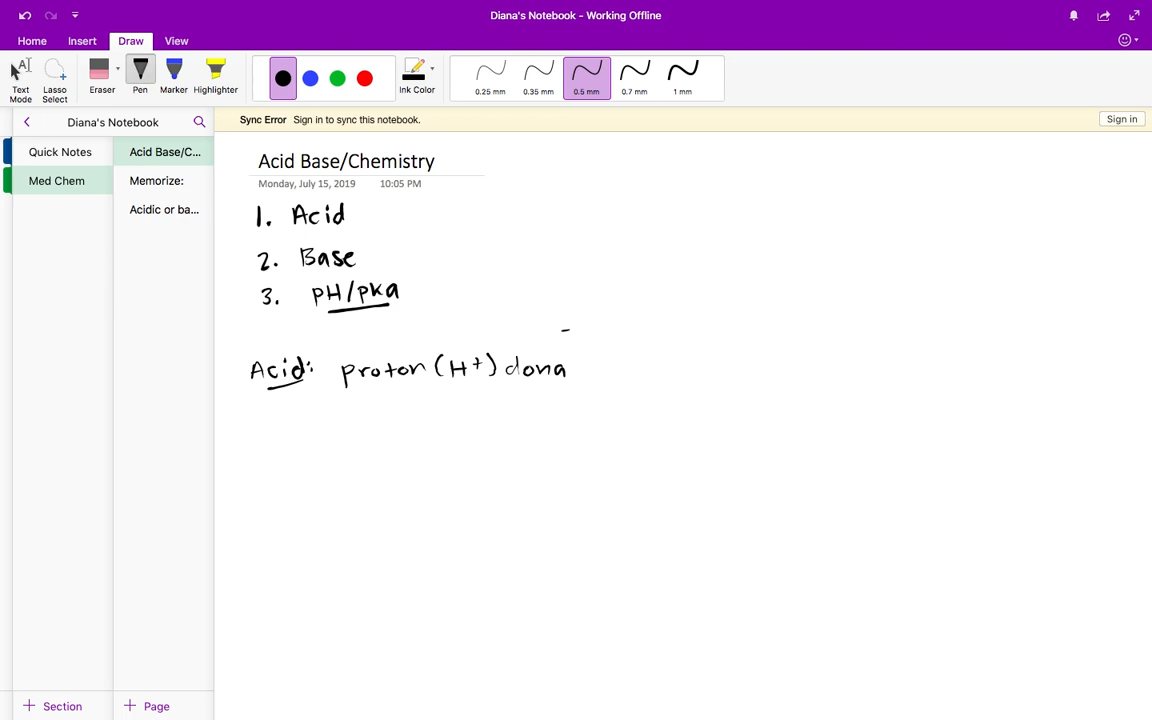 Diana's Notebook - Working Offline
Home Insert Draw View
Text Mode Lasso Select Eraser Pen Marker Highlighter Ink Color 0.25 mm 0.35 mm 0.5 mm 0.7 mm 1 mm
Diana's Notebook
Sync Error Sign in to sync this notebook. Sign in
Quick Notes
Med Chem
Acid Base/C...
Memorize:
Acidic or ba...
Acid Base/Chemistry
Monday, July 15, 2019 10:05 PM
1. Acid
2. Base
3. pH/pka
Acid: proton (H+) dona
+ Section + Page